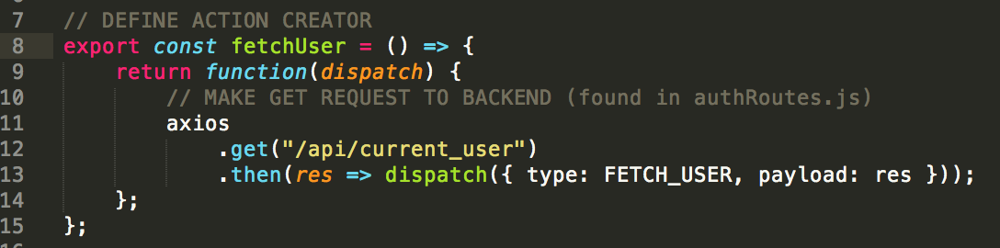 7 // DEFINE ACTION CREATOR
8 export const fetchUser = () => {
9 return function(dispatch) {
10 // MAKE GET REQUEST TO BACKEND (found in authRoutes.js)
11 axios
12 .get("/api/current_user")
13 .then(res => dispatch({ type: FETCH_USER, payload: res }));
14 };
15 };